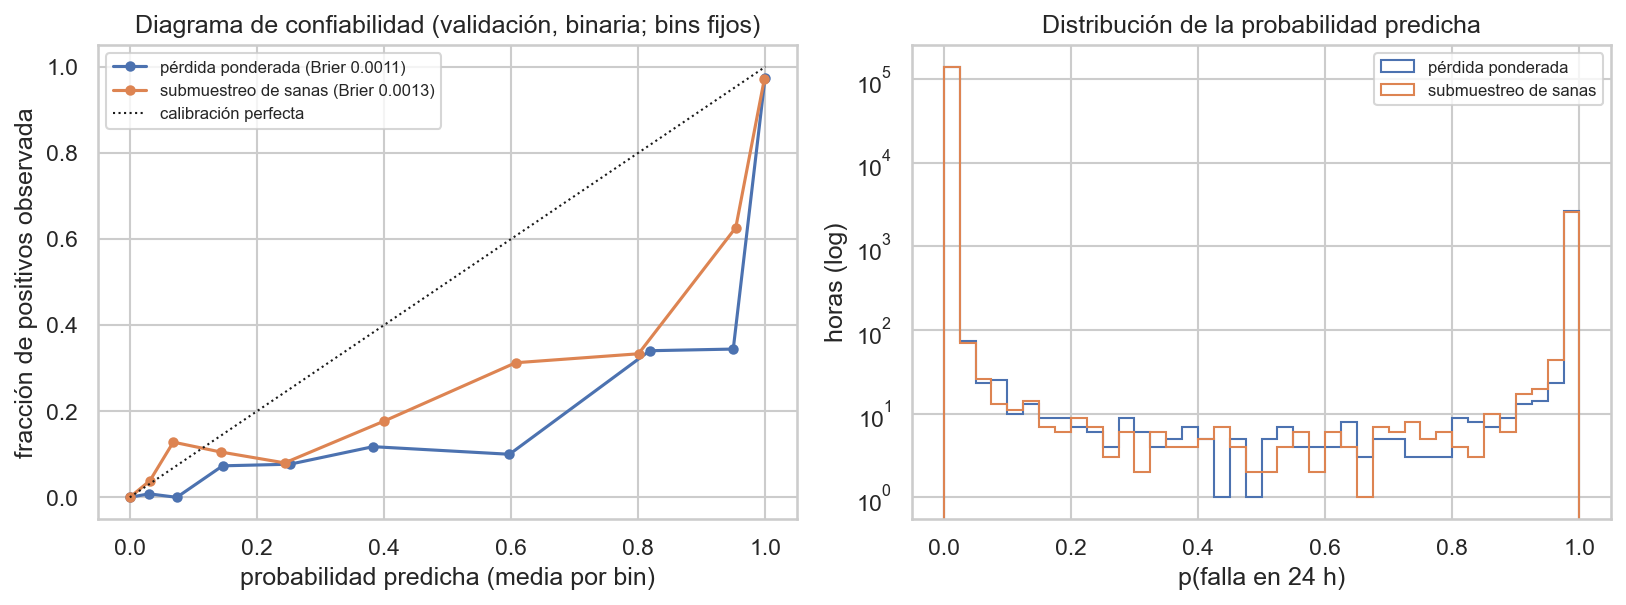 Diagrama de confiabilidad (validación, binaria; bins fijos)
pérdida ponderada (Brier 0.0011)
submuestreo de sanas (Brier 0.0013)
calibración perfecta
fracción de positivos observada
1.0
0.8
0.6
0.4
0.2
0.0
0.0 0.2 0.4 0.6 0.8 1.0
probabilidad predicha (media por bin)
Distribución de la probabilidad predicha
pérdida ponderada
submuestreo de sanas
horas (log)
10^5
10^4
10^3
10^2
10^1
10^0
0.0 0.2 0.4 0.6 0.8 1.0
p(falla en 24 h)